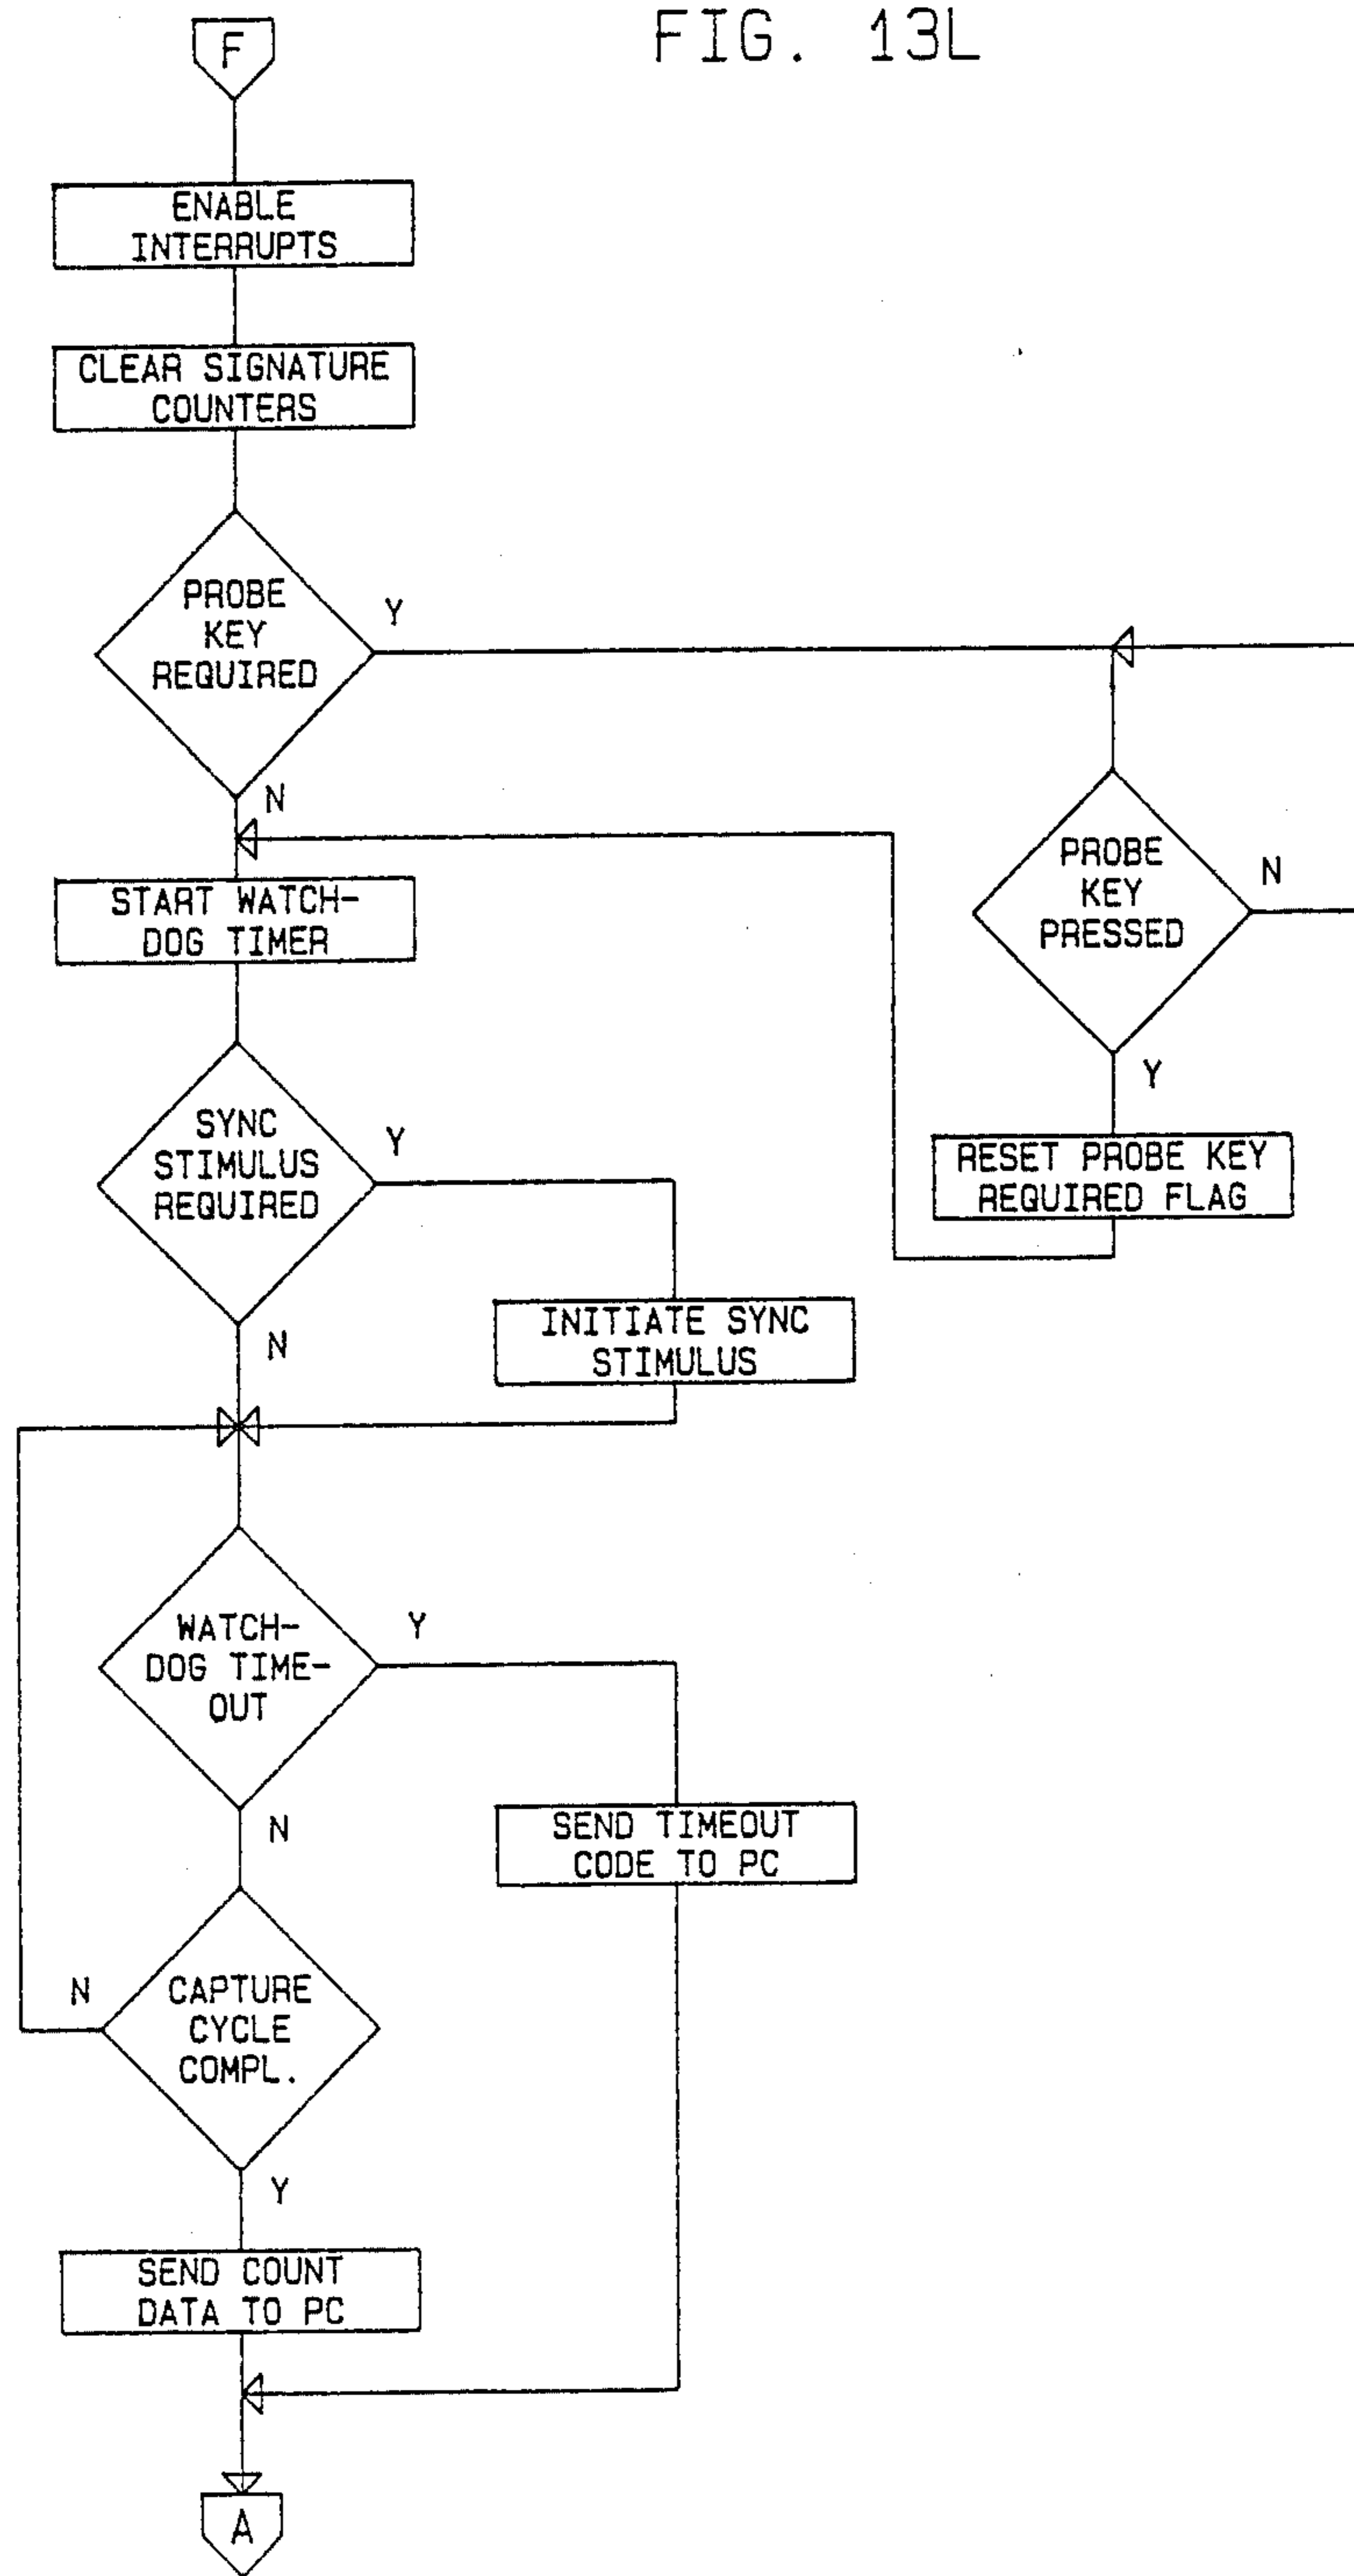 FIG. 13L
F
ENABLE
INTERRUPTS
CLEAR SIGNATURE
COUNTERS
PROBE
KEY
REQUIRED
Y
N
PROBE
KEY
PRESSED
N
Y
RESET PROBE KEY
REQUIRED FLAG
START WATCH-
DOG TIMER
SYNC
STIMULUS
REQUIRED
Y
N
INITIATE SYNC
STIMULUS
WATCH-
DOG TIME-
OUT
Y
N
SEND TIMEOUT
CODE TO PC
CAPTURE
CYCLE
COMPL.
N
Y
SEND COUNT
DATA TO PC
A